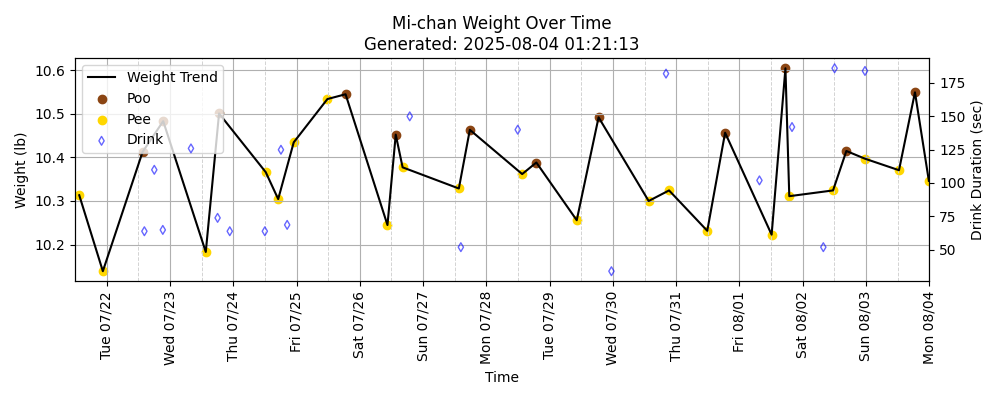 Mi-chan Weight Over Time
Generated: 2025-08-04 01:21:13
Weight (lb)
10.6
10.5
10.4
10.3
10.2
Weight Trend
Poo
Pee
Drink
175
150
125
100
75
50
Drink Duration (sec)
Tue 07/22
Wed 07/23
Thu 07/24
Fri 07/25
Sat 07/26
Sun 07/27
Mon 07/28
Tue 07/29
Wed 07/30
Thu 07/31
Fri 08/01
Sat 08/02
Sun 08/03
Mon 08/04
Time